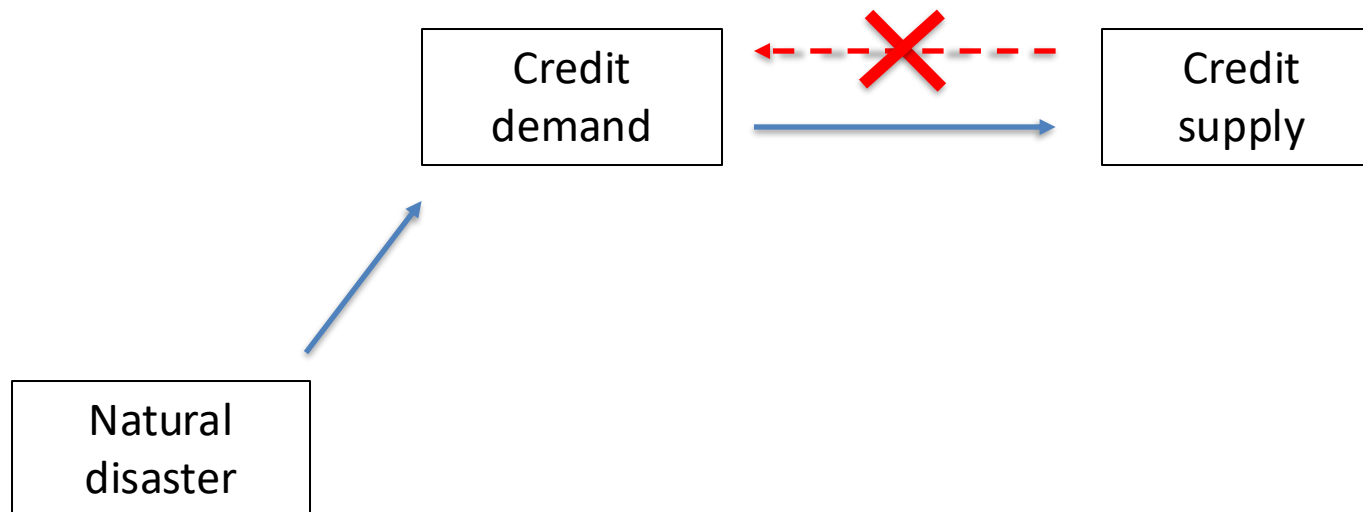 Credit
demand
Credit
supply
Natural
disaster